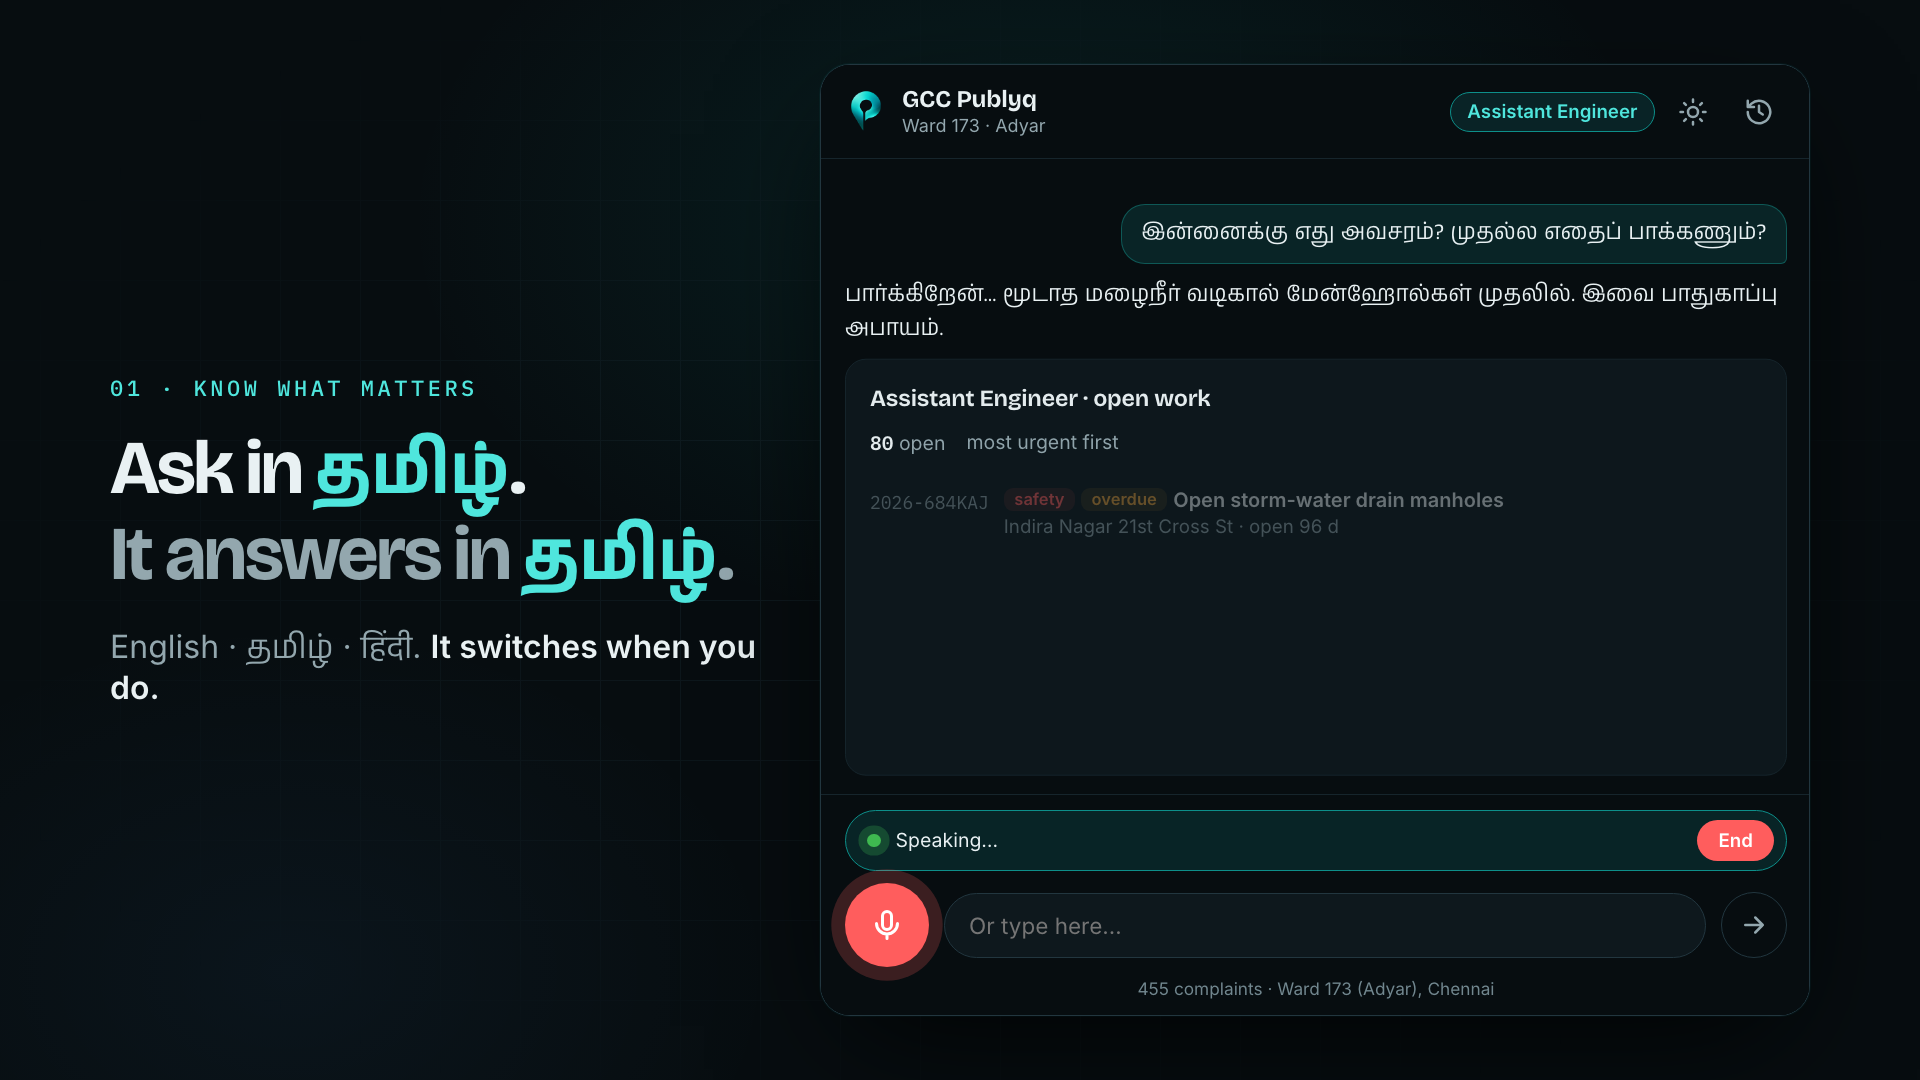 01 · KNOW WHAT MATTERS
Ask in தமிழ்.
It answers in தமிழ்.
English · தமிழ் · हिंदी. It switches when you
do.
GCC Publyq
Ward 173 · Adyar
Assistant Engineer
இன்னைக்கு எது அவசரம்? முதல்ல எதைப் பாக்கணும்?
பார்க்கிறேன்... மூடாத மழைநீர் வடிகால் மேன்ஹோல்கள் முதலில். இவை பாதுகாப்பு
அபாயம்.
Assistant Engineer · open work
80 open most urgent first
2026-684KAJ safety overdue Open storm-water drain manholes
Indira Nagar 21st Cross St · open 96 d
Speaking...
End
Or type here...
455 complaints · Ward 173 (Adyar), Chennai